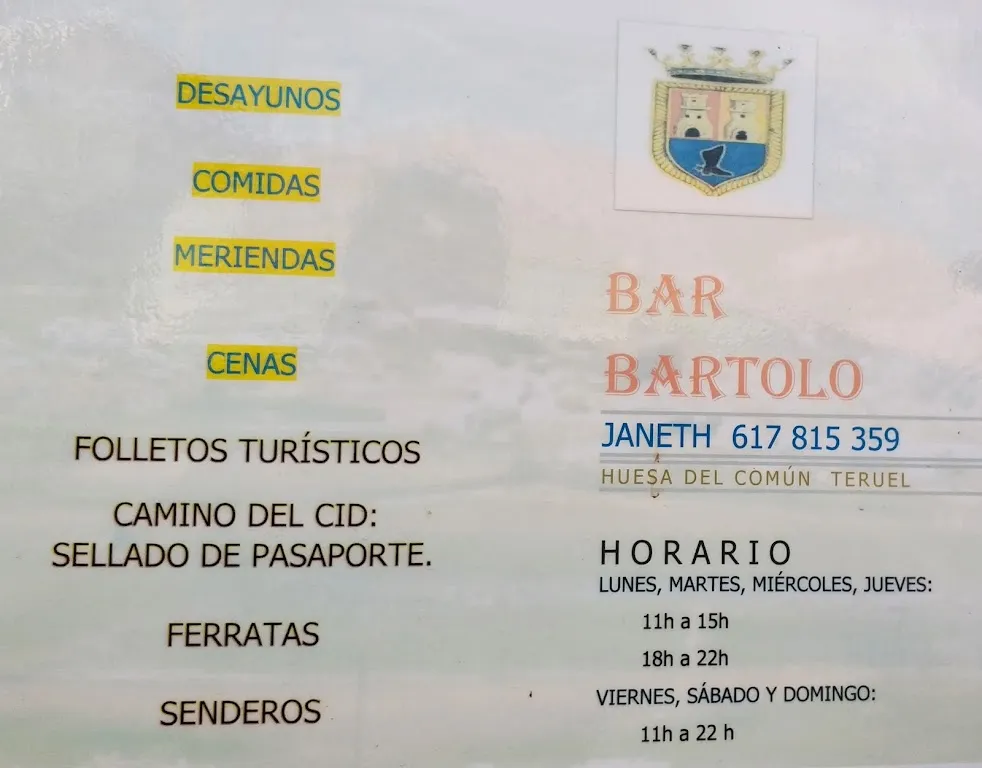 DESAYUNOS
COMIDAS
MERIENDAS
CENAS
FOLLETOS TURÍSTICOS
CAMINO DEL CID:
SELLADO DE PASAPORTE.
FERRATAS
SENDEROS
BAR
BARTOLO
JANETH 617 815 359
HUESA DEL COMÚN TERUEL
HORARIO
LUNES, MARTES, MIÉRCOLES, JUEVES:
11h a 15h
18h a 22h
VIERNES, SÁBADO Y DOMINGO:
11h a 22 h